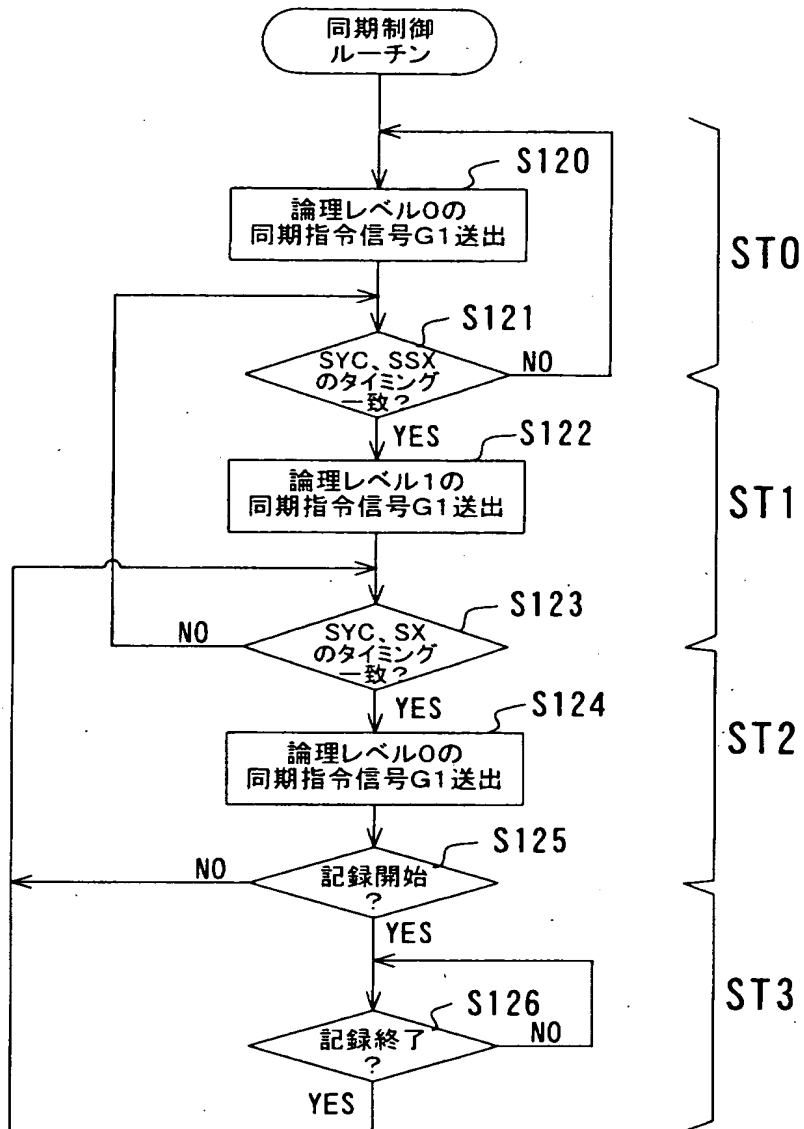 同期制御
ルーチン
S120
論理レベル0の
同期指令信号G1送出
ST0
S121
SYC、SSX
のタイミング
一致?
NO
YES
S122
論理レベル1の
同期指令信号G1送出
ST1
S123
NO
SYC、SX
のタイミング
一致?
YES
S124
論理レベル0の
同期指令信号G1送出
ST2
S125
NO
記録開始
?
YES
S126
記録終了
?
NO
ST3
YES